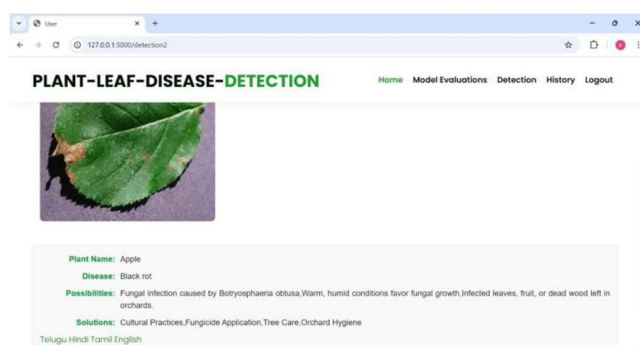 User
127.0.0.1:5000/detection2
PLANT-LEAF-DISEASE-DETECTION
Home Model Evaluations Detection History Logout
Plant Name: Apple
Disease: Black rot
Possibilities: Fungal infection caused by Botryosphaeria obtusa,Warm, humid conditions favor fungal growth,Infected leaves, fruit, or dead wood left in
orchards.
Solutions: Cultural Practices,Fungicide Application,Tree Care,Orchard Hygiene
Telugu Hindi Tamil English